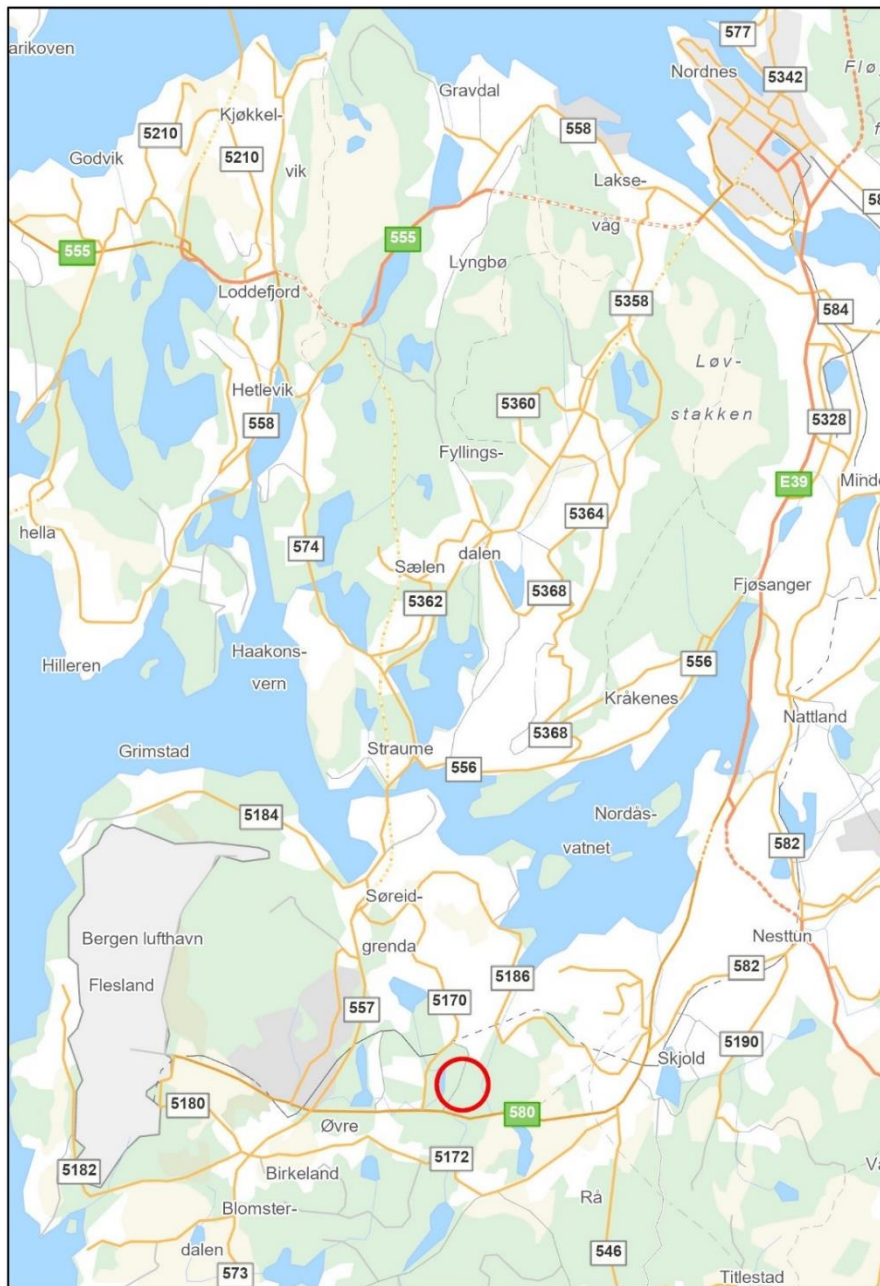 arikoven
577
Nordnes
5342
Flø
Gravdal
5210
Kjøkkel-
558
Godvik
5210
vik
Lakse-
58
våg
555
555
Lyngbø
Loddefjord
5358
584
Løv-
Hetlevik
5360
stakken
558
5328
Fyllings-
E39
Minde
5364
hella
574
dalen
Sælen
5368
Fjøsanger
5362
Haakons-
vern
556
Hilleren
Kråkenes
Nattland
Grimstad
Straume
5368
556
Nordås-
vatnet
5184
582
Søreid-
grenda
Nesttun
Bergen lufthavn
Flesland
582
5186
557
5170
5190
Skjold
5180
580
Øvre
5172
5182
Birkeland
Rå
Blomster-
dalen
546
573
Titlestad